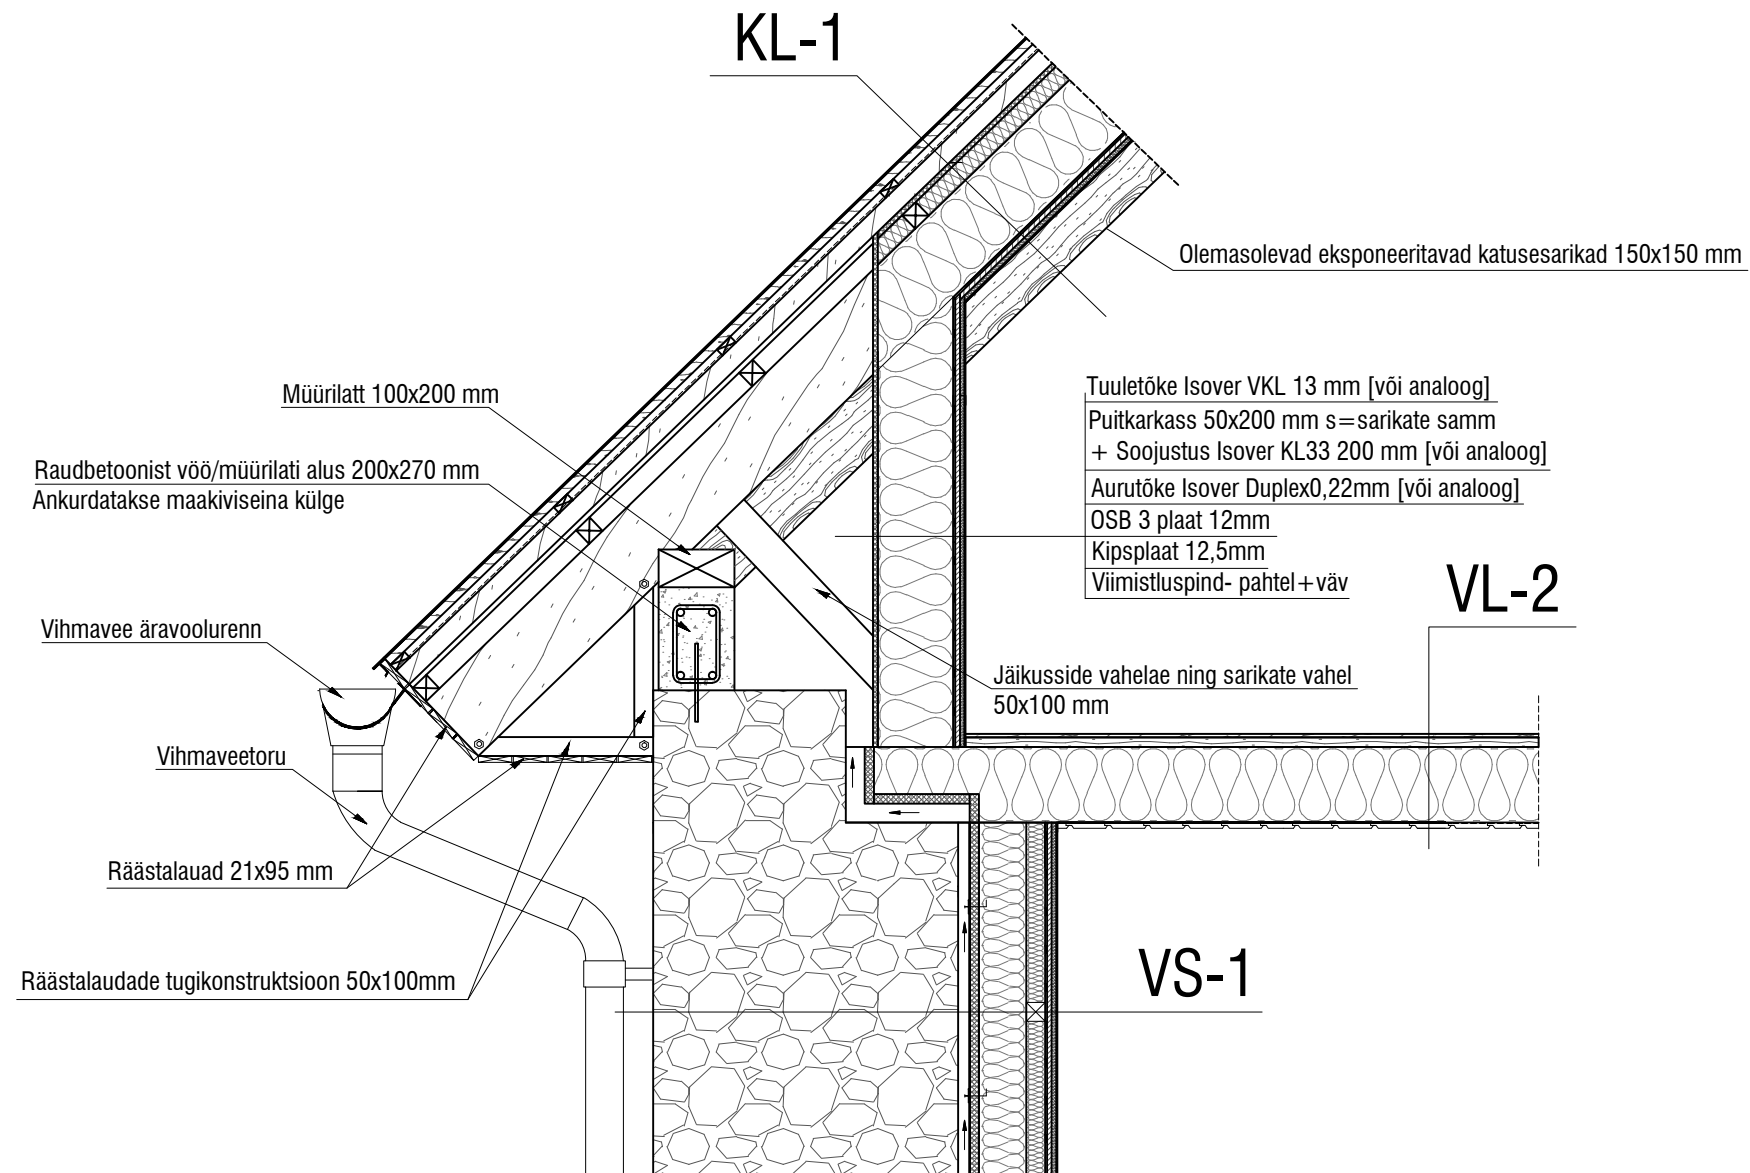 KL-1
Olemasolevad eksponeeritavad katusesarikad 150x150 mm
Müürilatt 100x200 mm
Raudbetoonist vöö/müürilati alus 200x270 mm
Ankurdatakse maakiviseina külge
Tuuletõke Isover VKL 13 mm [või analoog]
Puitkarkass 50x200 mm s=sarikate samm
+ Soojustus Isover KL33 200 mm [või analoog]
Aurutõke Isover Duplex0,22mm [või analoog]
OSB 3 plaat 12mm
Kipsplaat 12,5mm
Viimistluspind- pahtel+väv
VL-2
Vihmavee äravoolurenn
Jäikusside vahelae ning sarikate vahel
50x100 mm
Vihmaveetoru
Räästalauad 21x95 mm
VS-1
Räästalaudade tugikonstruktsioon 50x100mm